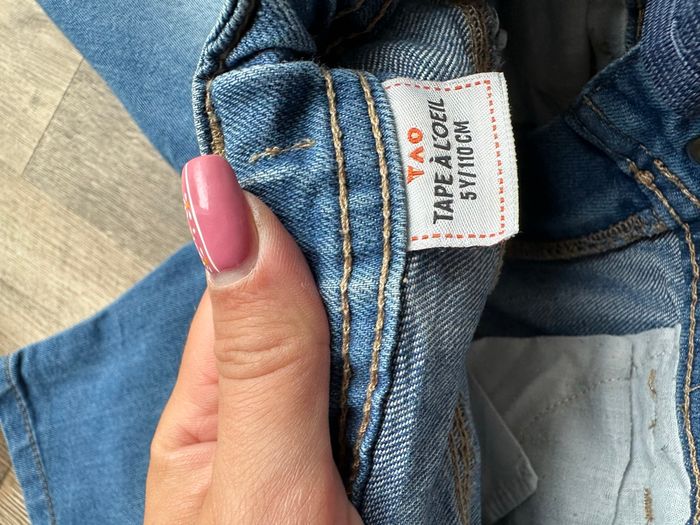 TAO
TAPE À L'OEIL
5Y/110 CM